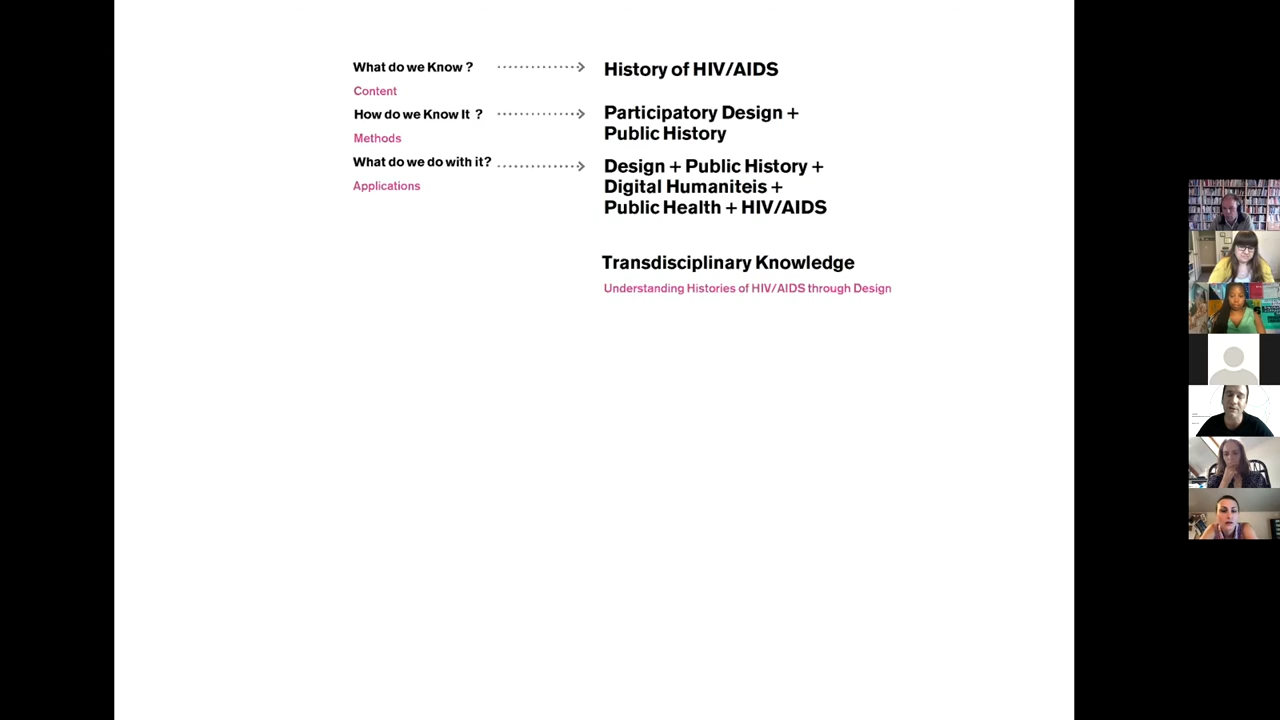 What do we Know ?
History of HIV/AIDS
Content
How do we Know It ?
Participatory Design +
Public History
Methods
What do we do with it?
Design + Public History +
Digital Humaniteis +
Public Health + HIV/AIDS
Applications
Transdisciplinary Knowledge
Understanding Histories of HIV/AIDS through Design